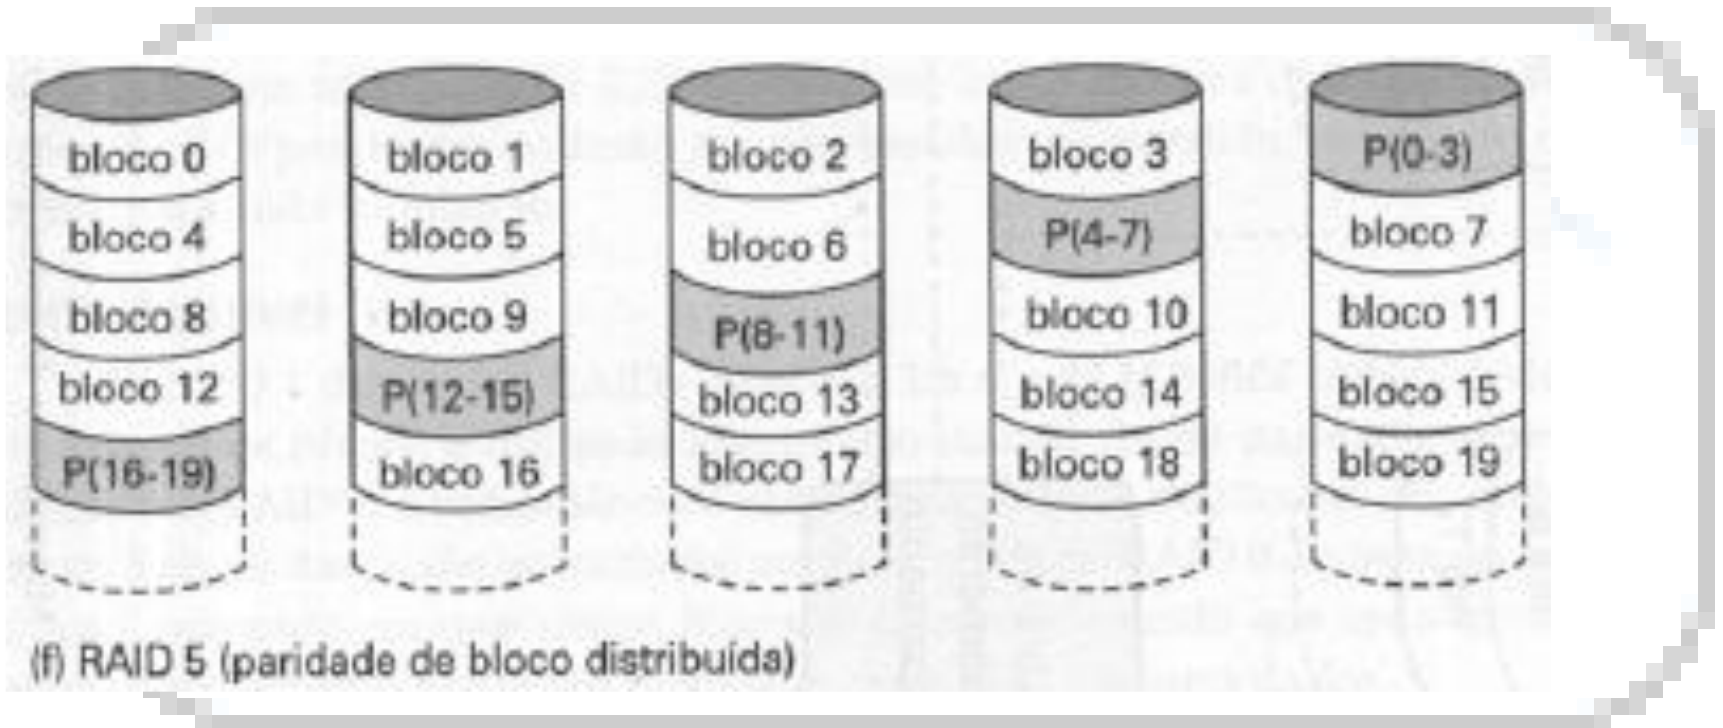 bloco 0 bloco 1 bloco 2 bloco 3 P(0-3)
bloco 4 bloco 5 bloco 6 P(4-7) bloco 7
bloco 8 bloco 9 P(8-11) bloco 10 bloco 11
bloco 12 P(12-15) bloco 13 bloco 14 bloco 15
P(16-19) bloco 16 bloco 17 bloco 18 bloco 19
(f) RAID 5 (paridade de bloco distribuída)